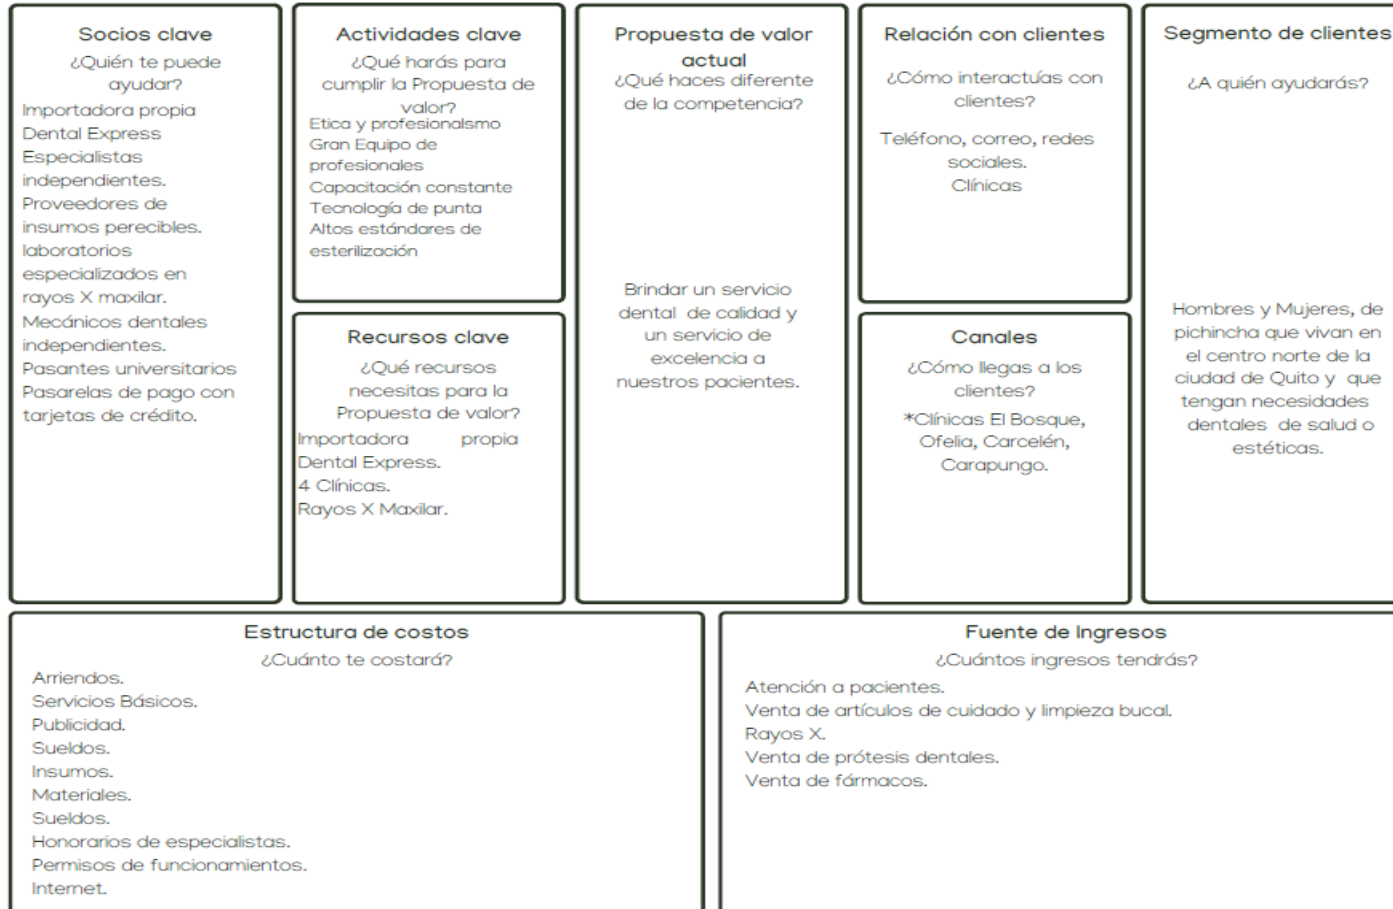 Socios clave
¿Quién te puede
ayudar?
Importadora propia
Dental Express
Especialistas
independientes.
Proveedores de
insumos perecibles.
laboratorios
especializados en
rayos X maxilar.
Mecánicos dentales
independientes.
Pasantes universitarios
Pasarelas de pago con
tarjetas de crédito.
Actividades clave
¿Qué harás para
cumplir la Propuesta de
valor?
Etica y profesionalsmo
Gran Equipo de
profesionales
Capacitación constante
Tecnología de punta
Altos estándares de
esterilización
Recursos clave
¿Qué recursos
necesitas para la
Propuesta de valor?
Importadora propia
Dental Express.
4 Clínicas.
Rayos X Maxilar.
Propuesta de valor
actual
¿Qué haces diferente
de la competencia?
Brindar un servicio
dental de calidad y
un servicio de
excelencia a
nuestros pacientes.
Relación con clientes
¿Cómo interactuías con
clientes?
Teléfono, correo, redes
sociales.
Clínicas
Canales
¿Cómo llegas a los
clientes?
*Clínicas El Bosque,
Ofelia, Carcelén,
Carapungo.
Segmento de clientes
¿A quién ayudarás?
Hombres y Mujeres, de
pichincha que vivan en
el centro norte de la
ciudad de Quito y que
tengan necesidades
dentales de salud o
estéticas.
Estructura de costos
¿Cuánto te costará?
Arriendos.
Servicios Básicos.
Publicidad.
Sueldos.
Insumos.
Materiales.
Sueldos.
Honorarios de especialistas.
Permisos de funcionamientos.
Internet.
Fuente de Ingresos
¿Cuántos ingresos tendrás?
Atención a pacientes.
Venta de artículos de cuidado y limpieza bucal.
Rayos X.
Venta de prótesis dentales.
Venta de fármacos.